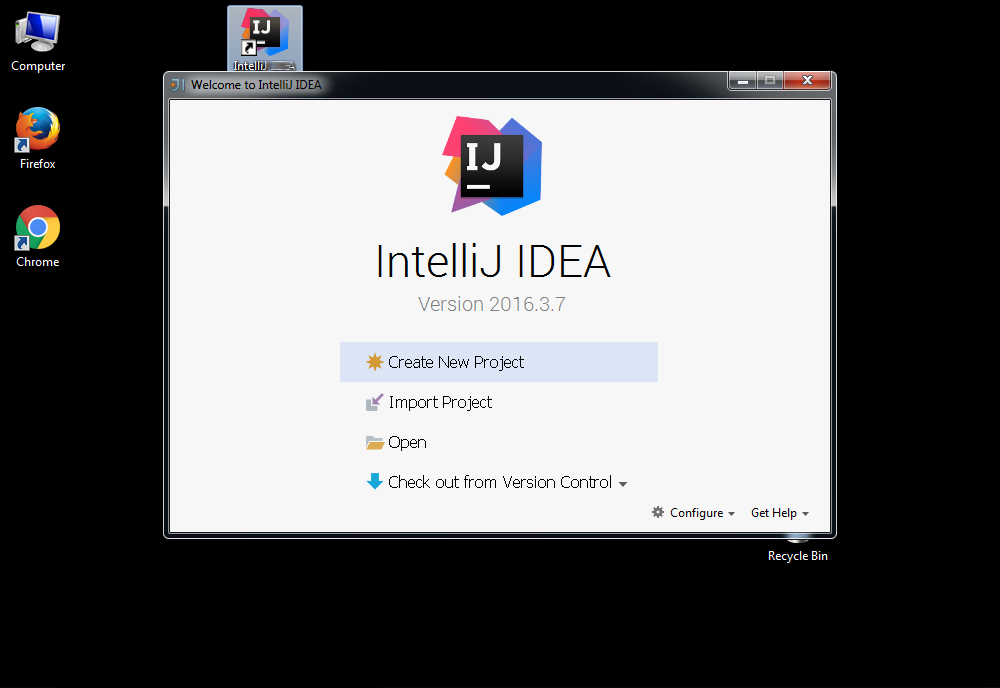 Computer
Firefox
Chrome
IntelliJ
Welcome to IntelliJ IDEA
IJ
IntelliJ IDEA
Version 2016.3.7
Create New Project
Import Project
Open
Check out from Version Control
Configure
Get Help
Recycle Bin